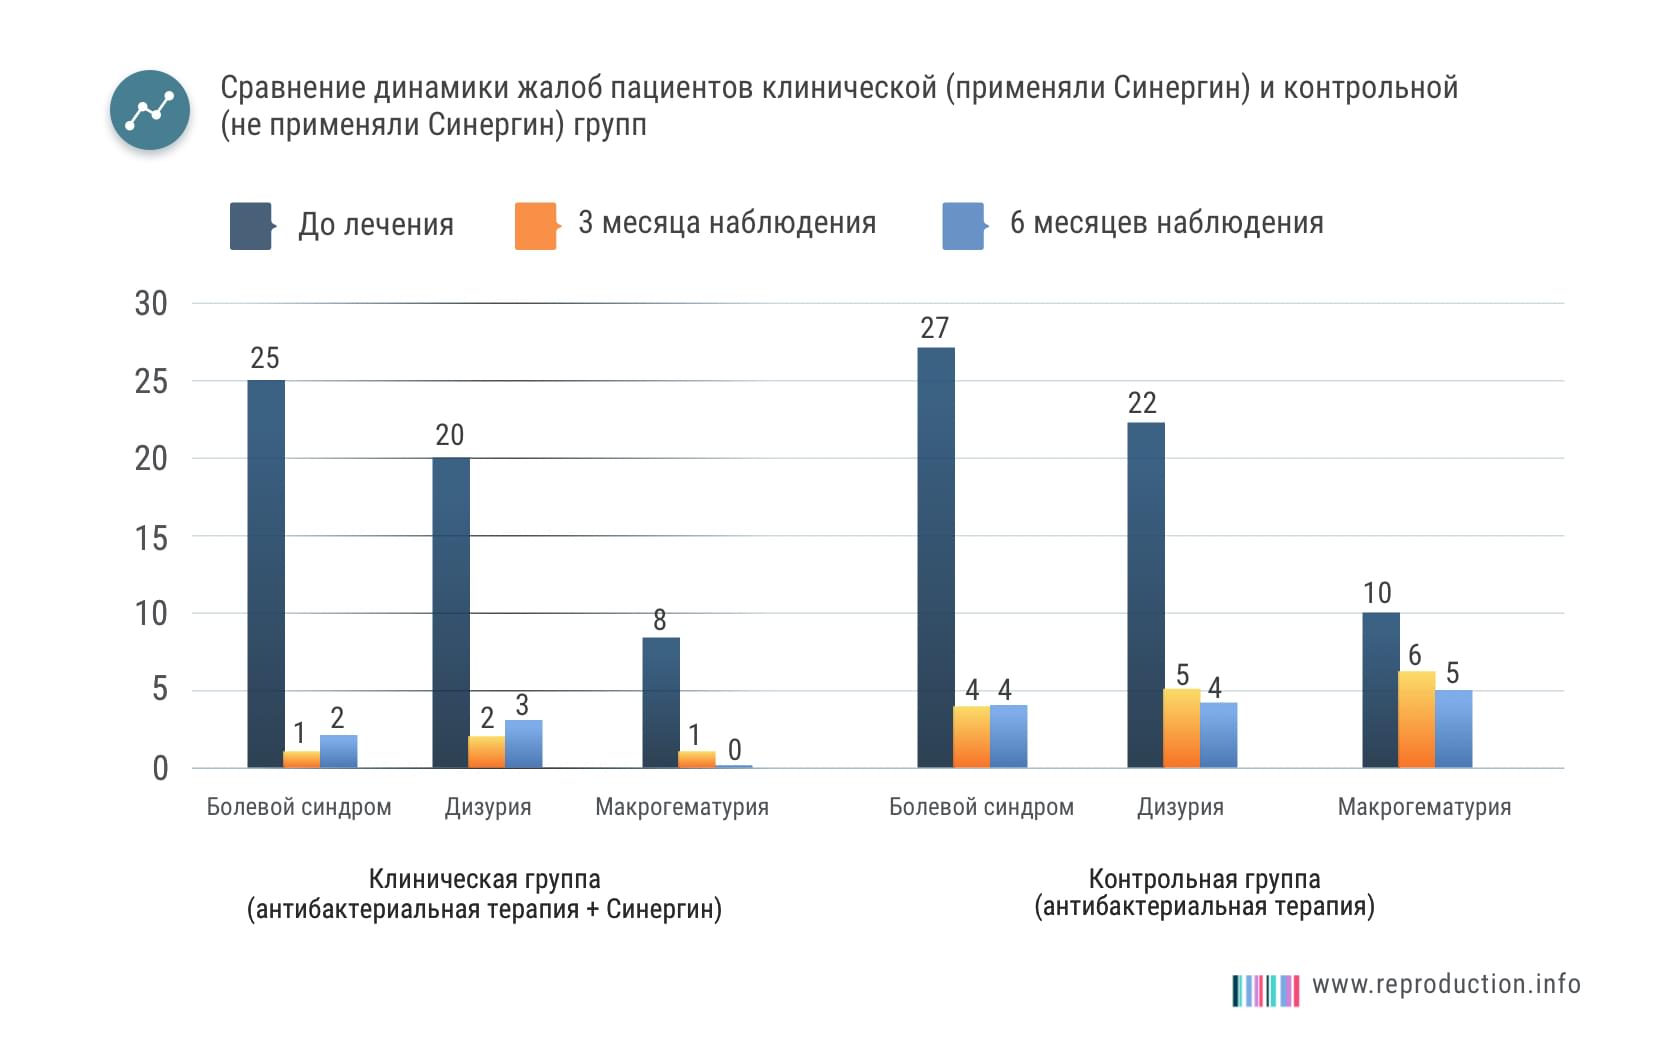 Сравнение динамики жалоб пациентов клинической (применяли Синергин) и контрольной
(не применяли Синергин) групп
До лечения 3 месяца наблюдения 6 месяцев наблюдения
30
25
20
15
10
5
0
25 1 2 20 2 3 8 1 0 27 4 4 22 5 4 10 6 5
Болевой синдром Дизурия Макрогематурия Болевой синдром Дизурия Макрогематурия
Клиническая группа
(антибактериальная терапия + Синергин)
Контрольная группа
(антибактериальная терапия)
www.reproduction.info